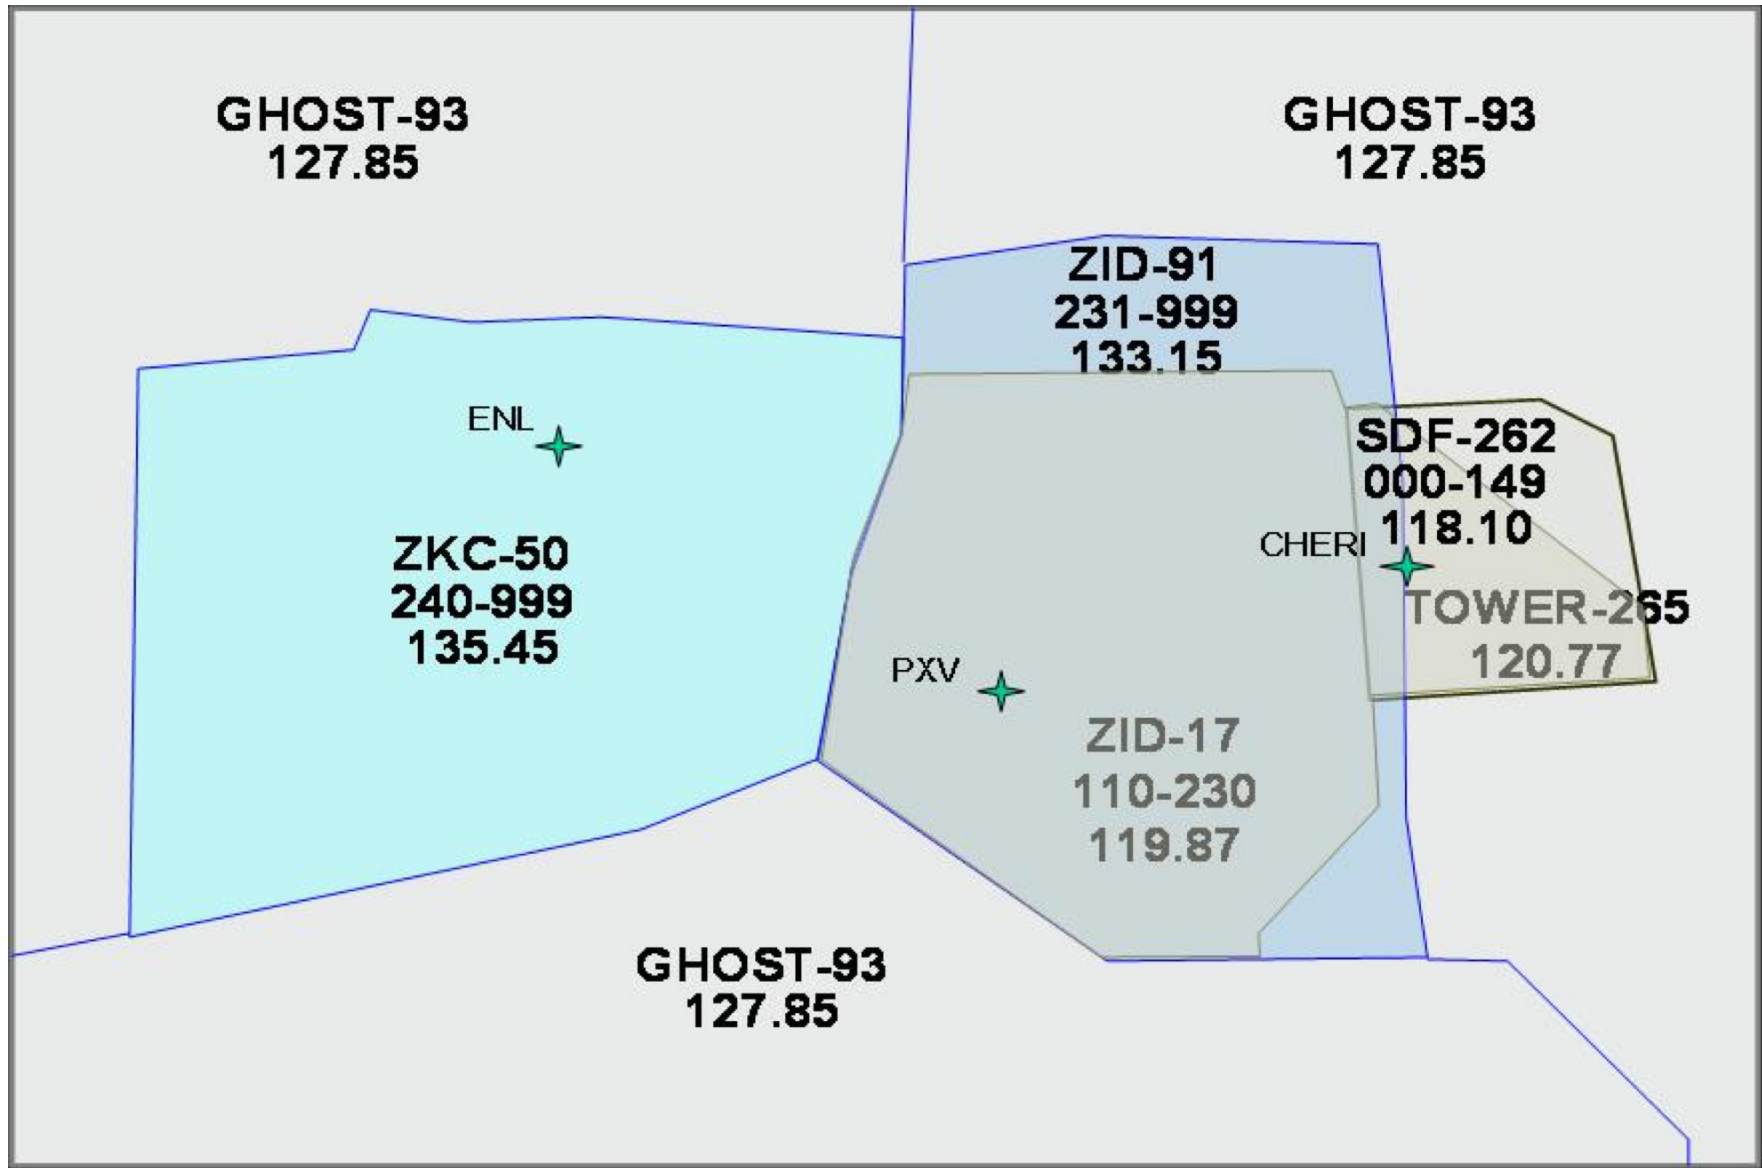 GHOST-93
127.85
GHOST-93
127.85
ZID-91
231-999
133.15
ENL
ZKC-50
240-999
135.45
SDF-262
000-149
118.10
CHERI
TOWER-265
120.77
PXV
ZID-17
110-230
119.87
GHOST-93
127.85